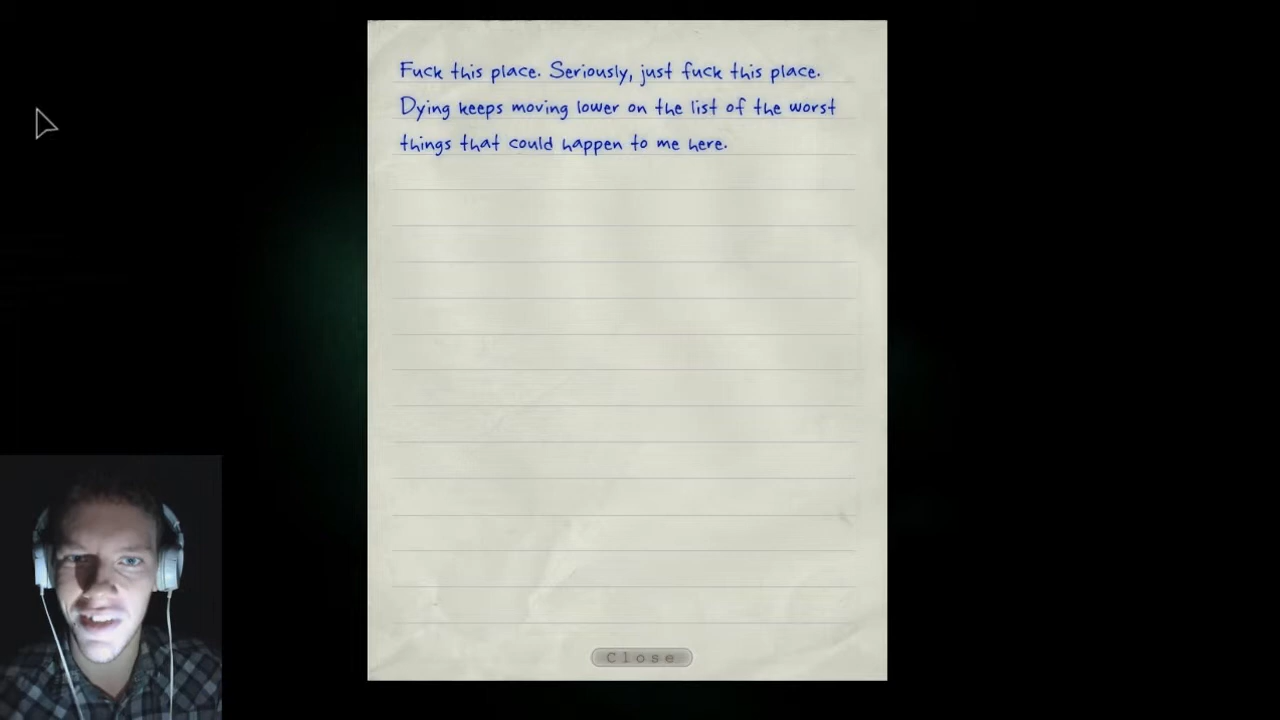 Fuck this place. Seriously, just fuck this place.
Dying keeps moving lower on the list of the worst
things that could happen to me here.
Close